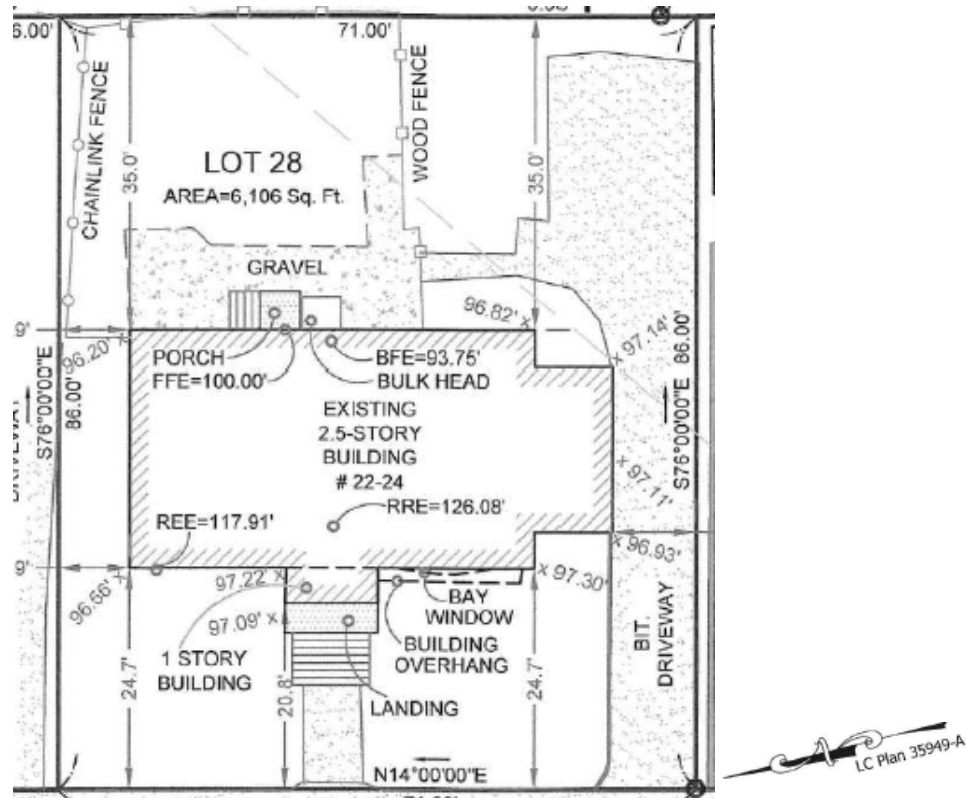 6.00'
71.00'
CHAINLINK FENCE
WOOD FENCE
35.0'
35.0'
LOT 28
AREA=6,106 Sq. Ft.
GRAVEL
96.82' x
x 97.14'
9'
96.20' x
PORCH
FFE=100.00'
BFE=93.75'
BULK HEAD
S76°00'00"E
86.00'
S76°00'00"E 86.00'
EXISTING
2.5-STORY
BUILDING
# 22-24
x 97.11'
DRIVEWAY
REE=117.91'
RRE=126.08'
x 96.93'
9'
96.66' x
97.22' x
x 97.30'
97.09' x
BAY
WINDOW
BUILDING
OVERHANG
1 STORY
BUILDING
LANDING
24.7'
20.8'
24.7'
BIT.
DRIVEWAY
N14°00'00"E
71.00'
LC Plan 35949-A